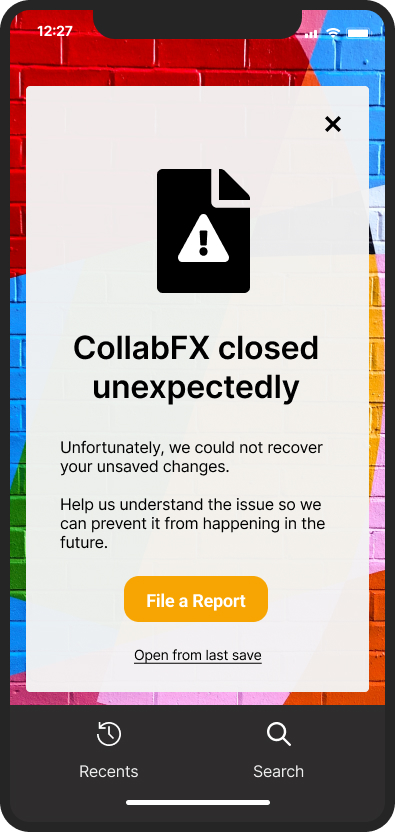 12:27
CollabFX closed
unexpectedly
Unfortunately, we could not recover
your unsaved changes.
Help us understand the issue so we
can prevent it from happening in the
future.
File a Report
Open from last save
Recents
Search